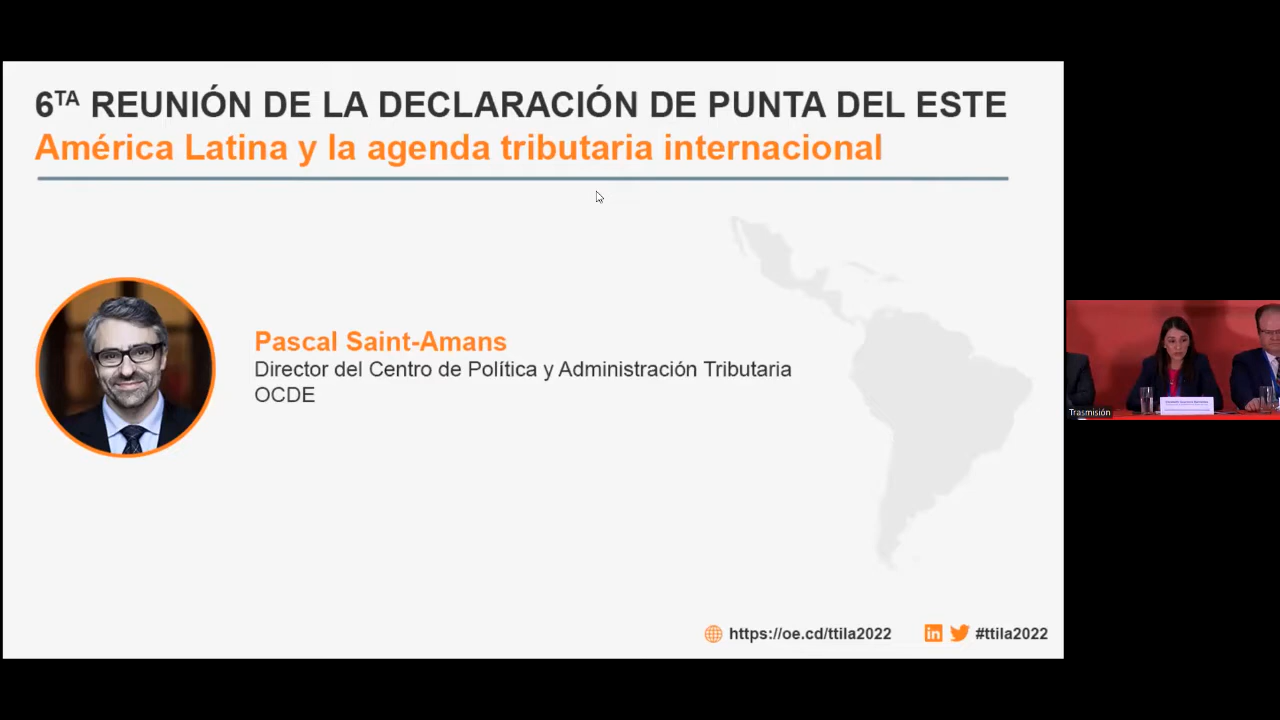 6TA REUNIÓN DE LA DECLARACIÓN DE PUNTA DEL ESTE
América Latina y la agenda tributaria internacional
Pascal Saint-Amans
Director del Centro de Política y Administración Tributaria
OCDE
Trasmisión
https://oe.cd/ttila2022
in
#ttila2022